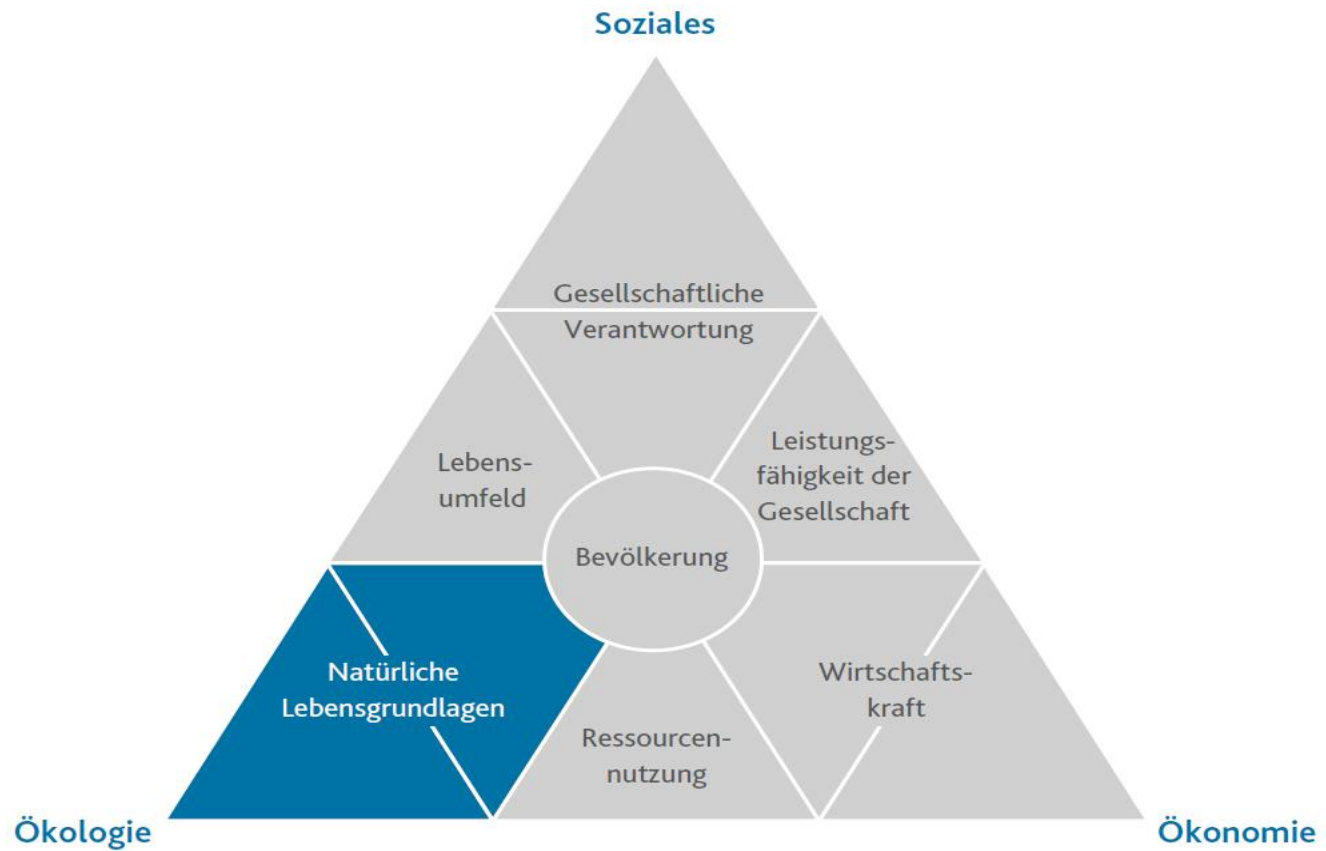 Soziales
Gesellschaftliche
Verantwortung
Lebens-
umfeld
Leistungs-
fähigkeit der
Gesellschaft
Bevölkerung
Natürliche
Lebensgrundlagen
Ressourcen-
nutzung
Wirtschafts-
kraft
Ökologie
Ökonomie